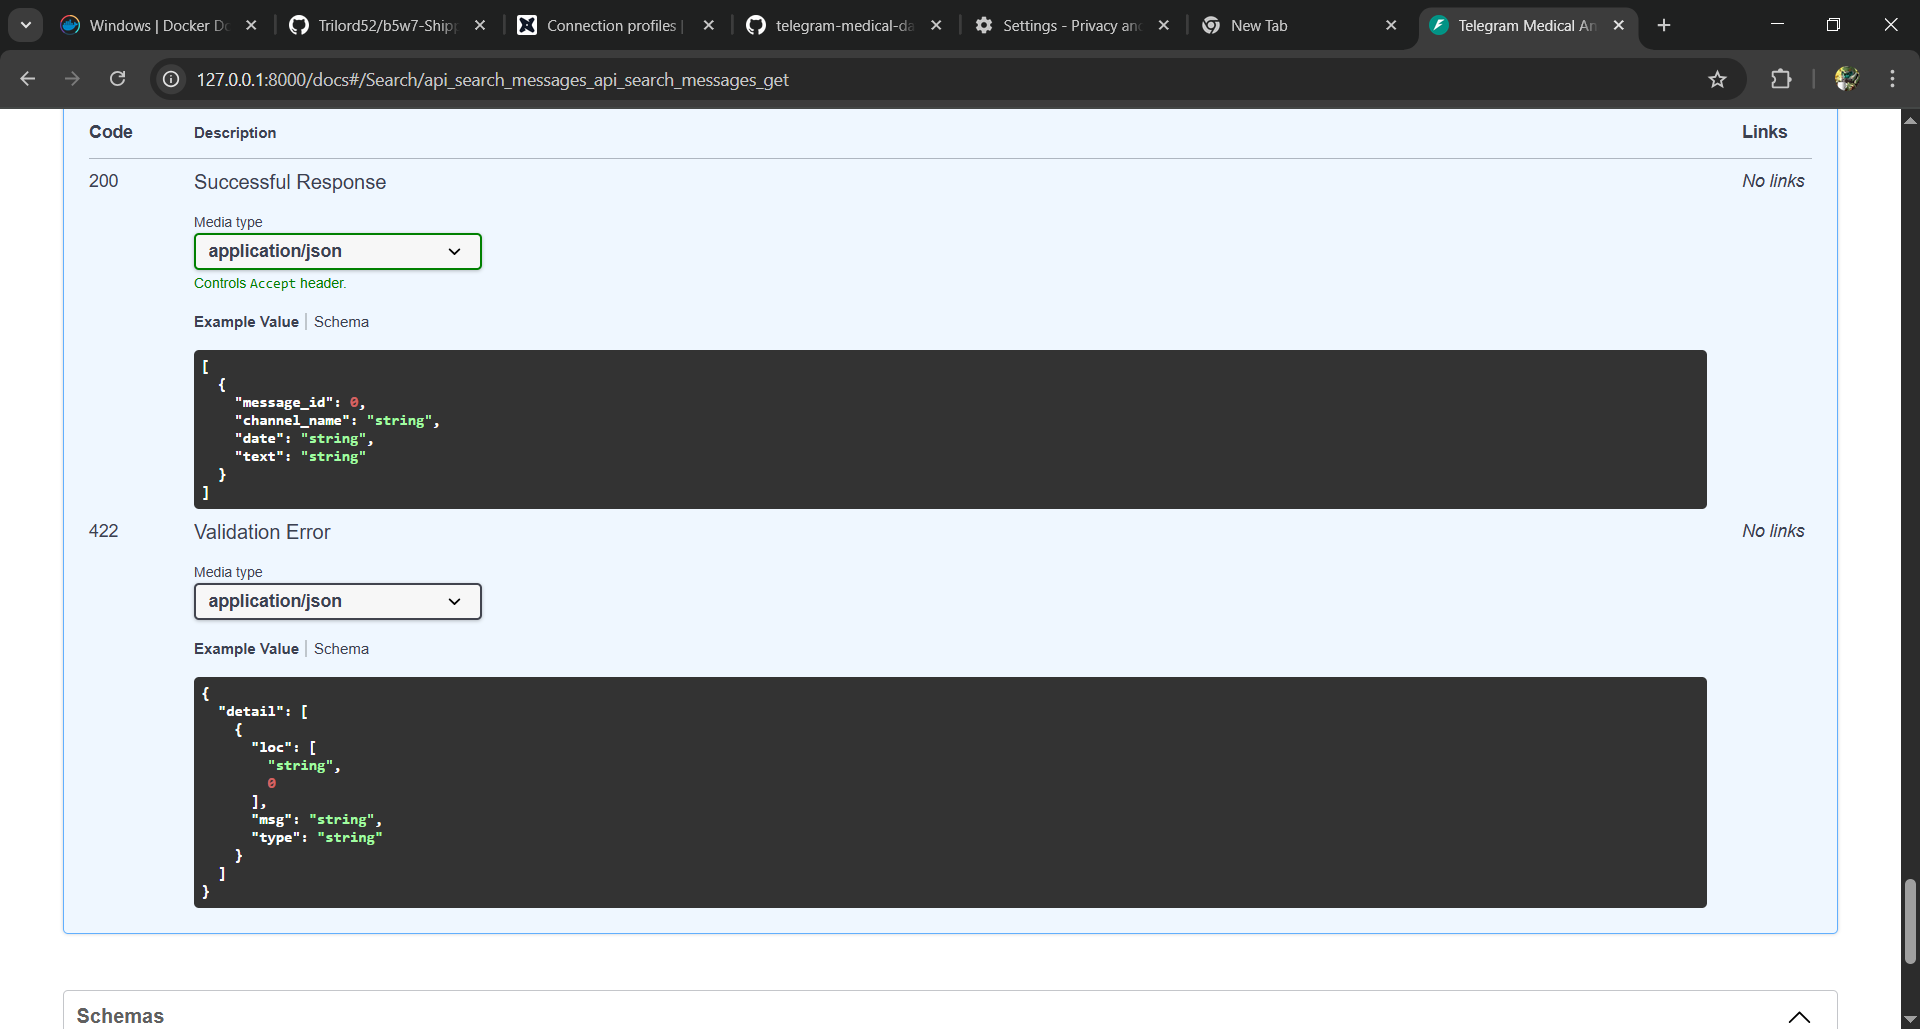 Windows | Docker Do
Trilord52/b5w7-Shipp
Connection profiles |
telegram-medical-da
Settings - Privacy and
New Tab
Telegram Medical An
127.0.0.1:8000/docs#/Search/api_search_messages_api_search_messages_get
Code Description Links
200 Successful Response No links
Media type
application/json
Controls Accept header.
Example Value | Schema
[
  {
    "message_id": 0,
    "channel_name": "string",
    "date": "string",
    "text": "string"
  }
]
422 Validation Error No links
Media type
application/json
Example Value | Schema
{
  "detail": [
    {
      "loc": [
        "string",
        0
      ],
      "msg": "string",
      "type": "string"
    }
  ]
}
Schemas